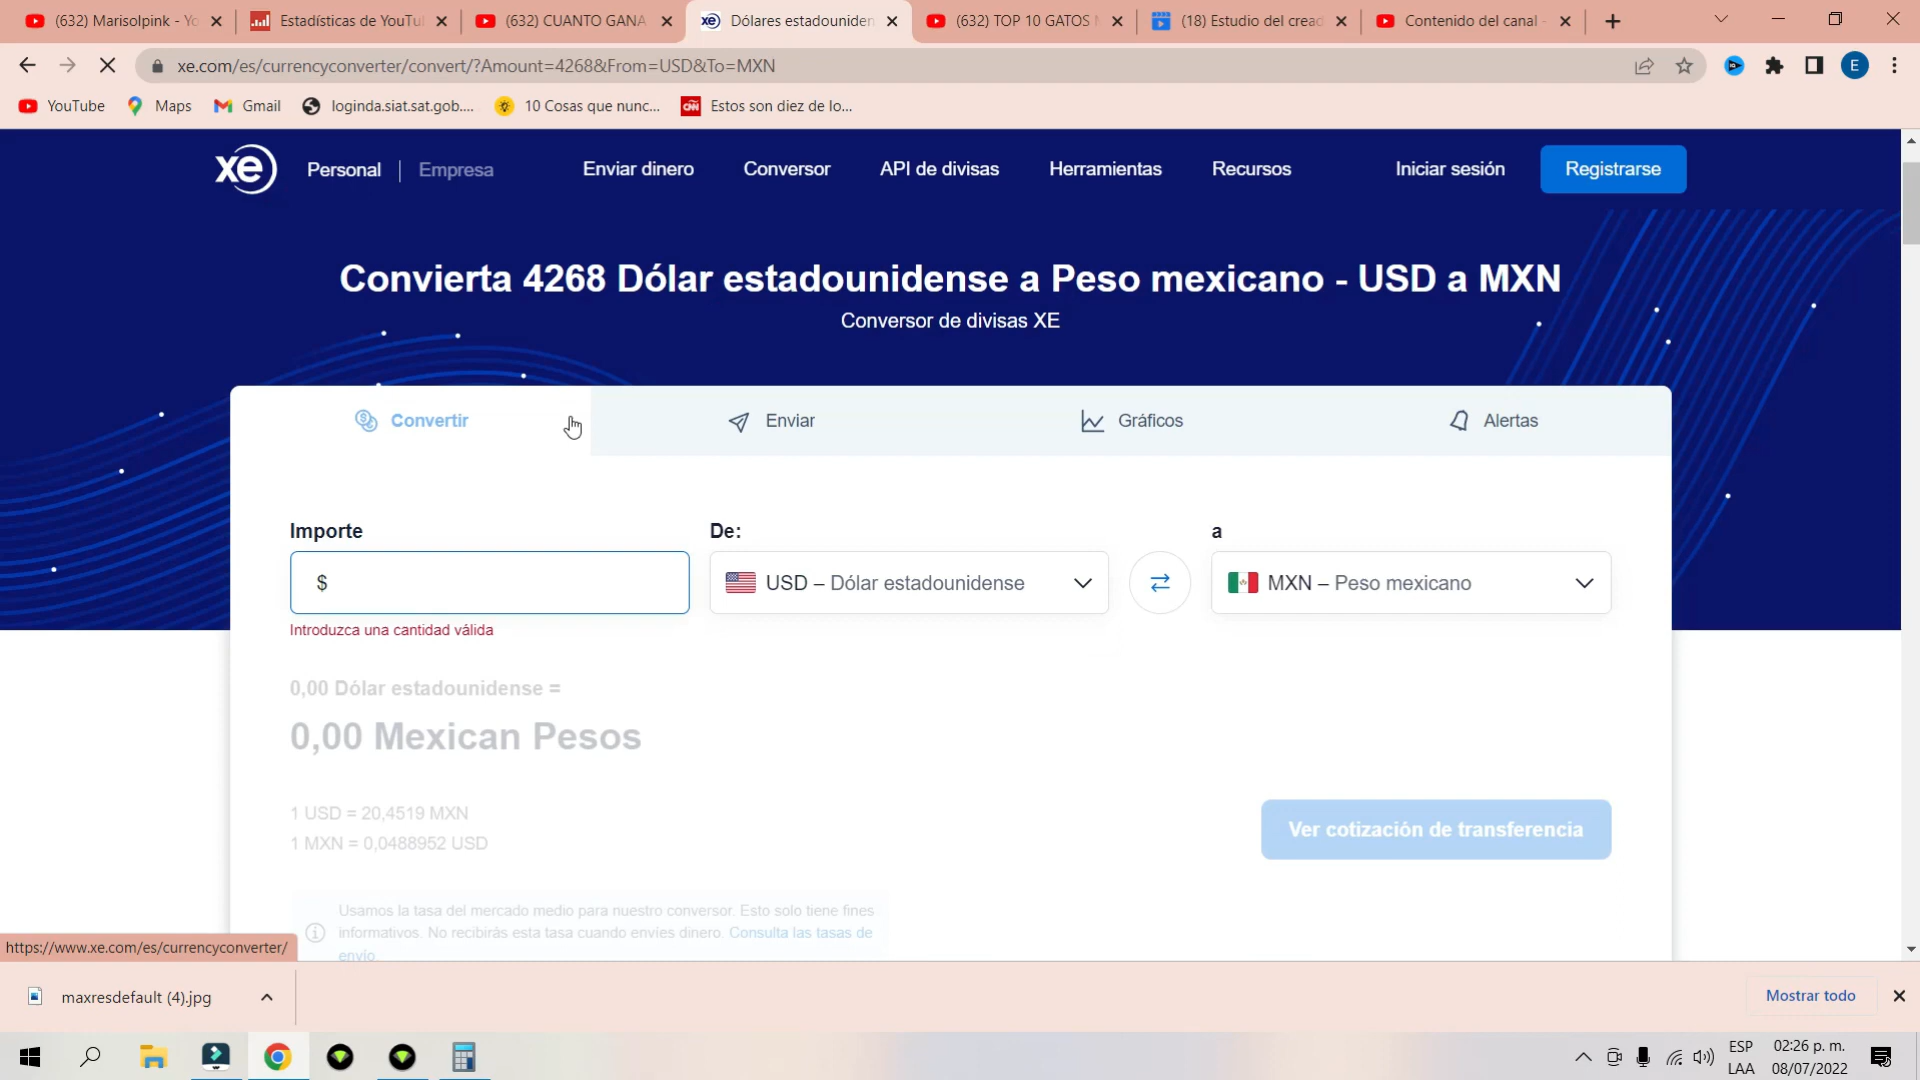 (632) Marisolpink - Yo
Estadísticas de YouTu
(632) CUANTO GANA
Dólares estadouniden
(632) TOP 10 GATOS
(18) Estudio del cread
Contenido del canal -
xe.com/es/currencyconverter/convert/?Amount=4268&From=USD&To=MXN
E
YouTube
Maps
Gmail
loginda.siat.sat.gob....
10 Cosas que nunc...
Estos son diez de lo...
xe
Personal
Empresa
Enviar dinero
Conversor
API de divisas
Herramientas
Recursos
Iniciar sesión
Registrarse
Convierta 4268 Dólar estadounidense a Peso mexicano - USD a MXN
Conversor de divisas XE
Convertir
Enviar
Gráficos
Alertas
Importe
De:
a
$
USD – Dólar estadounidense
MXN – Peso mexicano
Introduzca una cantidad válida
0,00 Dólar estadounidense =
0,00 Mexican Pesos
1 USD = 20,4519 MXN
1 MXN = 0,0488952 USD
Ver cotización de transferencia
Usamos la tasa del mercado medio para nuestro conversor. Esto solo tiene fines
informativos. No recibirás esta tasa cuando envíes dinero. Consulta las tasas de
envío.
https://www.xe.com/es/currencyconverter/
maxresdefault (4).jpg
Mostrar todo
ESP
LAA
02:26 p. m.
08/07/2022